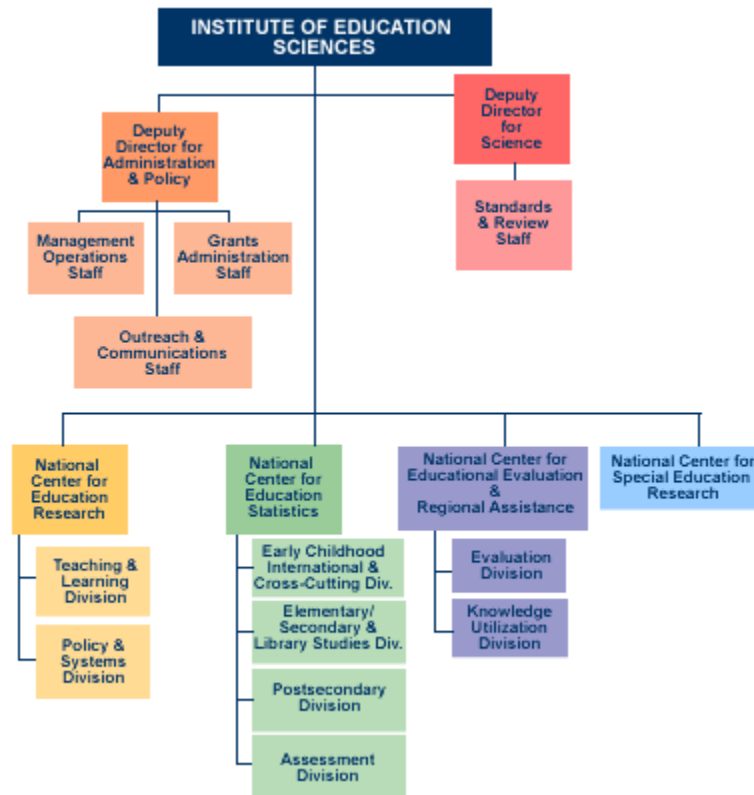 INSTITUTE OF EDUCATION
SCIENCES
Deputy
Director for
Administration
& Policy
Deputy
Director
for
Science
Management
Operations
Staff
Grants
Administration
Staff
Standards
& Review
Staff
Outreach &
Communications
Staff
National
Center for
Education
Research
National
Center for
Education
Statistics
National Center for
Educational Evaluation
&
Regional Assistance
National Center for
Special Education
Research
Teaching &
Learning
Division
Policy &
Systems
Division
Early Childhood
International &
Cross-Cutting Div.
Elementary/
Secondary &
Library Studies Div.
Postsecondary
Division
Assessment
Division
Evaluation
Division
Knowledge
Utilization
Division